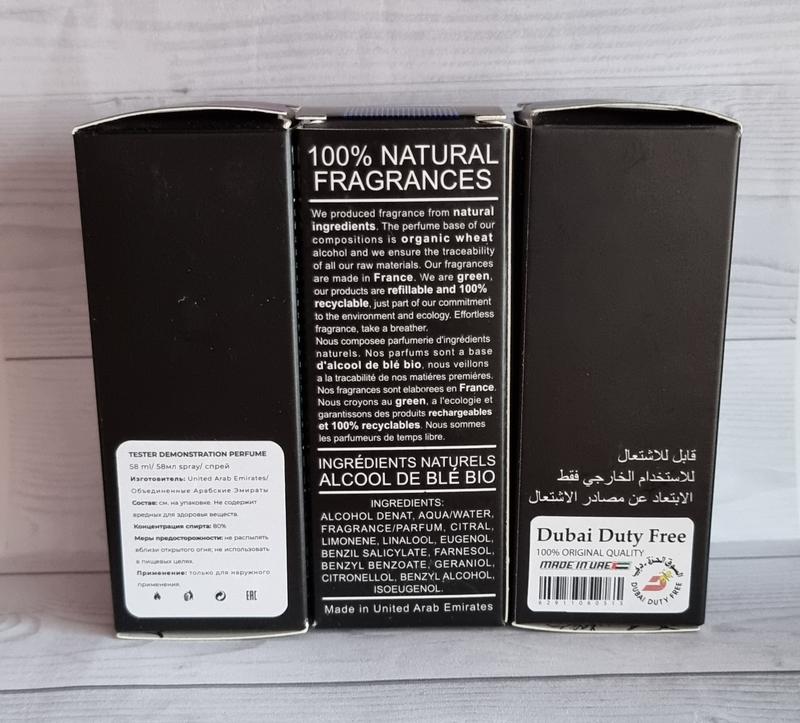 TESTER DEMONSTRATION PERFUME
58 ml/ 58мл spray/ спрей
Изготовитель: United Arab Emirates/
Объединенные Арабские Эмираты
Состав: см. на упаковке. Не содержит
вредных для здоровья веществ.
Концентрация спирта: 80%
Меры предосторожности: не распылять
вблизи открытого огня; не использовать
в пищевых целях.
Применение: только для наружного
применения.
EAC
100% NATURAL
FRAGRANCES
We produced fragrance from natural
ingredients. The perfume base of our
compositions is organic wheat
alcohol and we ensure the traceability
of all our raw materials. Our fragrances
are made in France. We are green,
our products are refillable and 100%
recyclable, just part of our commitment
to the environment and ecology. Effortless
fragrance, take a breather.
Nous composee parfumerie d'ingrédients
naturels. Nos parfums sont a base
d'alcool de blé bio, nous veillons
a la tracabilité de nos matiéres premiéres.
Nos fragrances sont elaborees en France.
Nous croyons au green, a l'ecologie et
garantissons des produits rechargeables
et 100% recyclables. Nous sommes
les parfumeurs de temps libre.
INGRÉDIENTS NATURELS
ALCOOL DE BLÉ BIO
INGREDIENTS:
ALCOHOL DENAT, AQUA/WATER,
FRAGRANCE/PARFUM, CITRAL,
LIMONENE, LINALOOL, EUGENOL,
BENZIL SALICYLATE, FARNESOL,
BENZYL BENZOATE, GERANIOL,
CITRONELLOL, BENZYL ALCOHOL,
ISOEUGENOL.
Made in United Arab Emirates
قابل للاشتعال
للاستخدام الخارجي فقط
الابتعاد عن مصادر الاشتعال
Dubai Duty Free
100% ORIGINAL QUALITY
MADE IN UAE
السوق الحرة، دبي
DUBAI DUTY FREE
62911060515